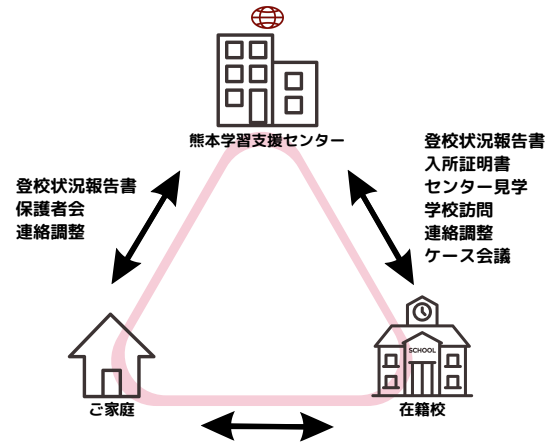 熊本学習支援センター
登校状況報告書
保護者会
連絡調整
登校状況報告書
入所証明書
センター見学
学校訪問
連絡調整
ケース会議
SCHOOL
ご家庭
在籍校